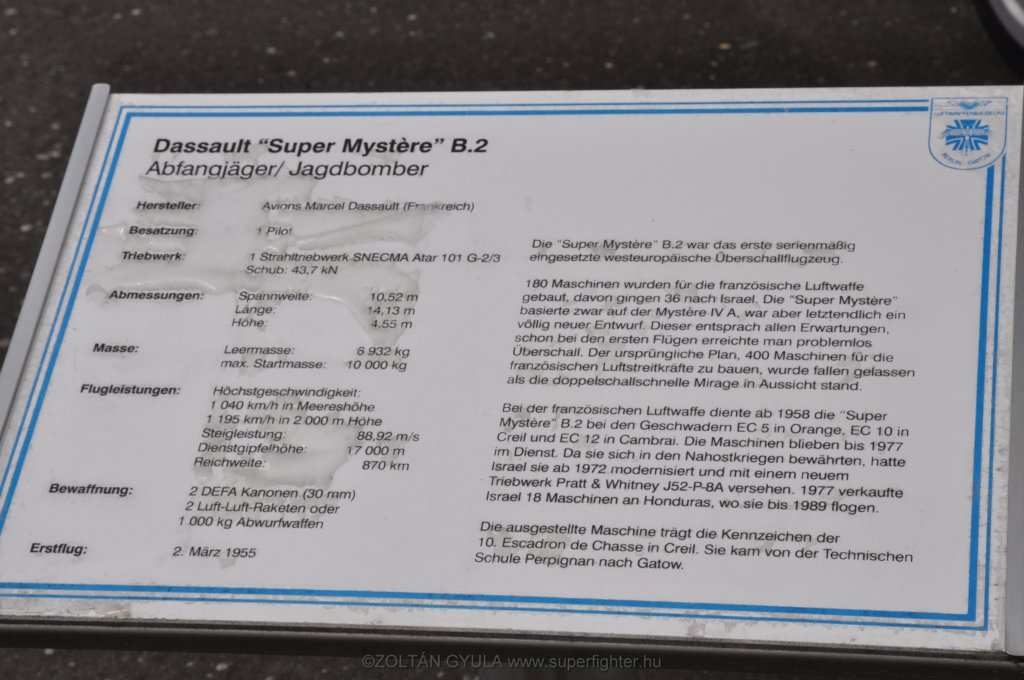 LUFTWAFFENMUSEUM
BERLIN - GATOW
Dassault “Super Mystère” B.2
Abfangjäger/ Jagdbomber
Hersteller: Avions Marcel Dassault (Frankreich)
Besatzung: 1 Pilot
Triebwerk: 1 Strahltriebwerk SNECMA Atar 101 G-2/3
Schub: 43,7 kN
Abmessungen: Spannweite: 10,52 m
Länge: 14,13 m
Höhe: 4,55 m
Masse: Leermasse: 6 932 kg
max. Startmasse: 10 000 kg
Flugleistungen: Höchstgeschwindigkeit:
1 040 km/h in Meereshöhe
1 195 km/h in 2 000 m Höhe
Steigleistung: 88,92 m/s
Dienstgipfelhöhe: 17 000 m
Reichweite: 870 km
Bewaffnung: 2 DEFA Kanonen (30 mm)
2 Luft-Luft-Raketen oder
1 000 kg Abwurfwaffen
Erstflug: 2. März 1955
Die “Super Mystère” B.2 war das erste serienmäßig
eingesetzte westeuropäische Überschallflugzeug.
180 Maschinen wurden für die französische Luftwaffe
gebaut, davon gingen 36 nach Israel. Die “Super Mystère”
basierte zwar auf der Mystère IV A, war aber letztendlich ein
völlig neuer Entwurf. Dieser entsprach allen Erwartungen,
schon bei den ersten Flügen erreichte man problemlos
Überschall. Der ursprüngliche Plan, 400 Maschinen für die
französischen Luftstreitkräfte zu bauen, wurde fallen gelassen
als die doppelschallschnelle Mirage in Aussicht stand.
Bei der französischen Luftwaffe diente ab 1958 die “Super
Mystère” B.2 bei den Geschwadern EC 5 in Orange, EC 10 in
Creil und EC 12 in Cambrai. Die Maschinen blieben bis 1977
im Dienst. Da sie sich in den Nahostkriegen bewährten, hatte
Israel sie ab 1972 modernisiert und mit einem neuem
Triebwerk Pratt & Whitney J52-P-8A versehen. 1977 verkaufte
Israel 18 Maschinen an Honduras, wo sie bis 1989 flogen.
Die ausgestellte Maschine trägt die Kennzeichen der
10. Escadron de Chasse in Creil. Sie kam von der Technischen
Schule Perpignan nach Gatow.
©ZOLTÁN GYULA www.superfighter.hu